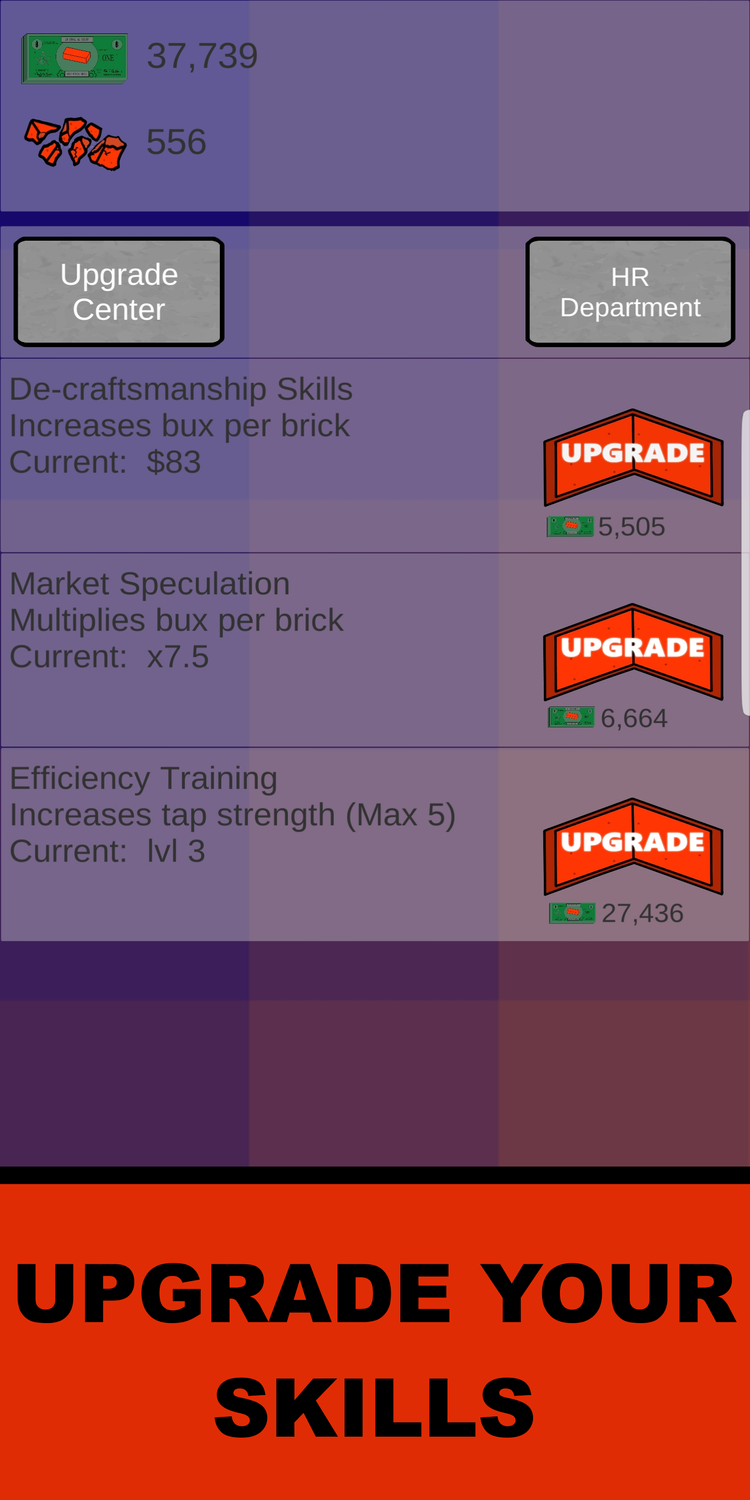 37,739
556
Upgrade
Center
HR
Department
De-craftsmanship Skills
Increases bux per brick
Current: $83
UPGRADE
5,505
Market Speculation
Multiplies bux per brick
Current: x7.5
UPGRADE
6,664
Efficiency Training
Increases tap strength (Max 5)
Current: lvl 3
UPGRADE
27,436
UPGRADE YOUR
SKILLS